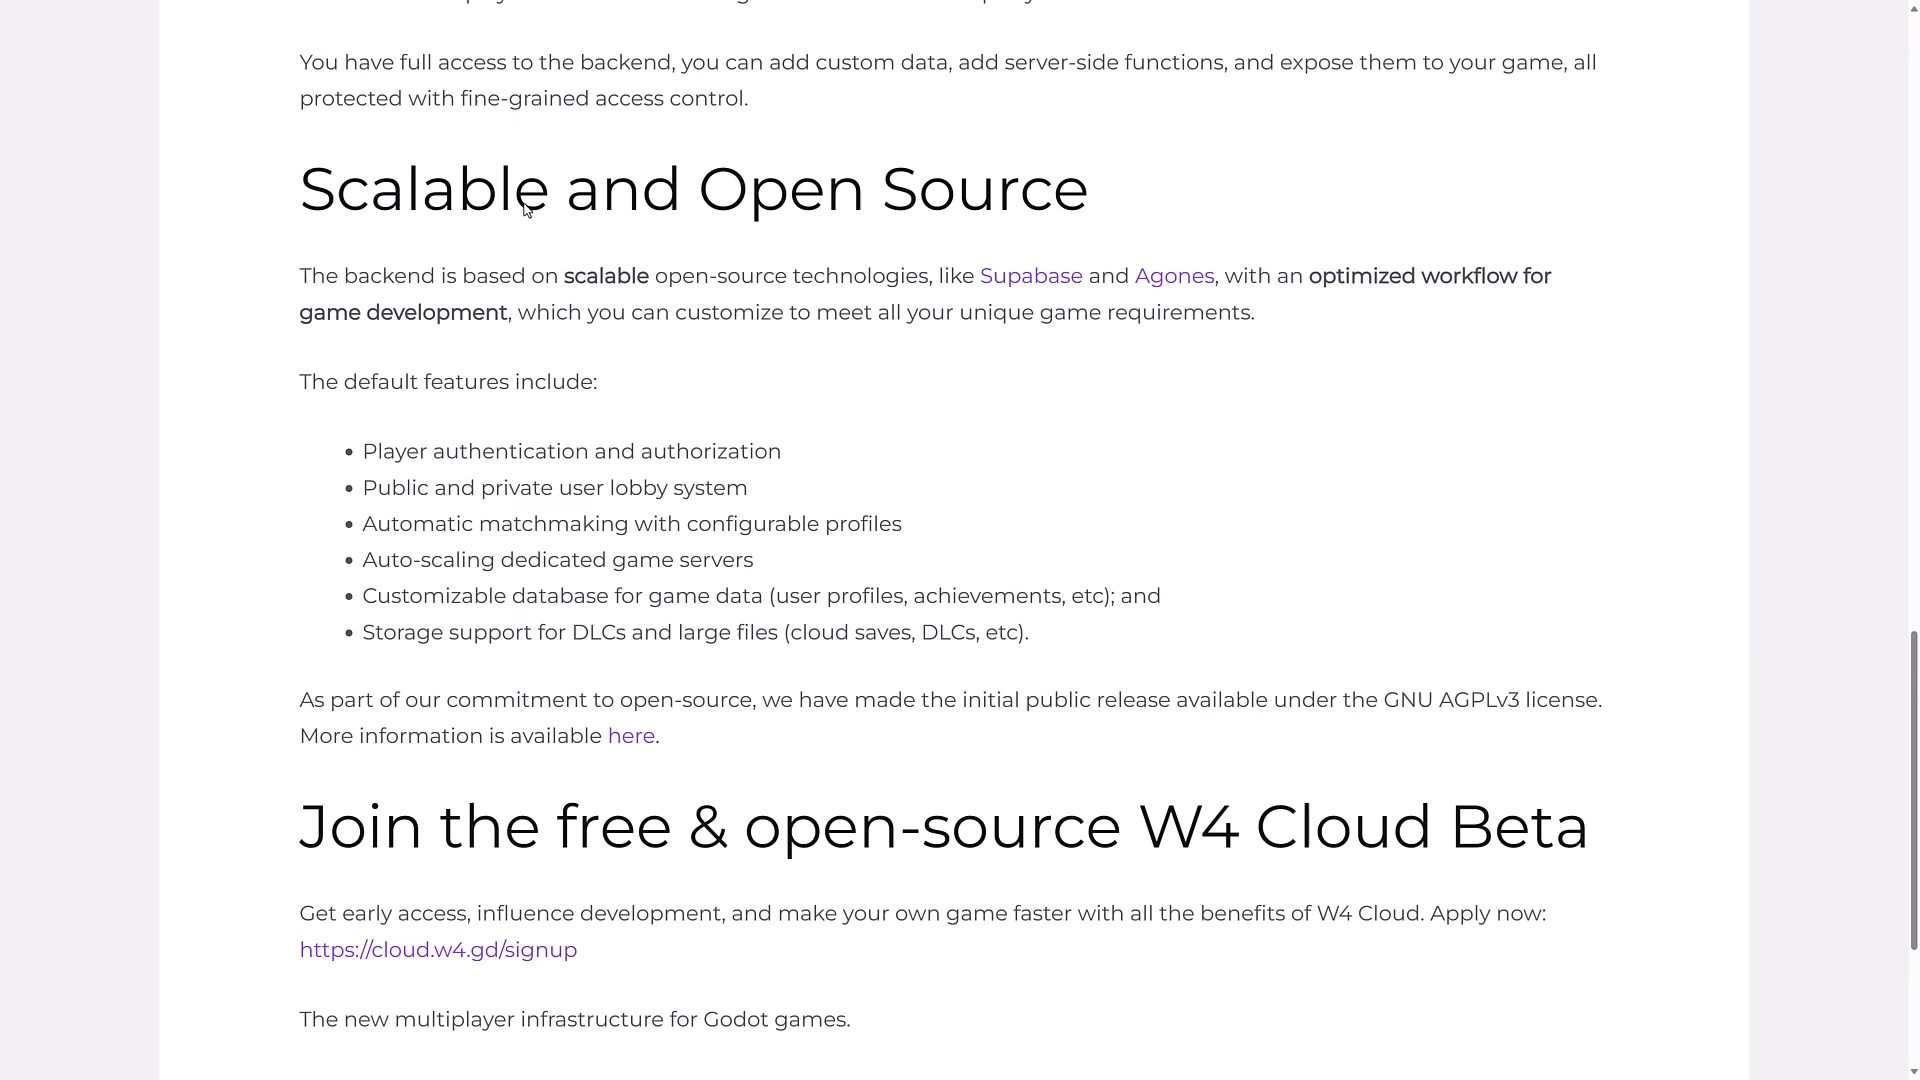 You have full access to the backend, you can add custom data, add server-side functions, and expose them to your game, all
protected with fine-grained access control.
Scalable and Open Source
The backend is based on scalable open-source technologies, like Supabase and Agones, with an optimized workflow for
game development, which you can customize to meet all your unique game requirements.
The default features include:
• Player authentication and authorization
• Public and private user lobby system
• Automatic matchmaking with configurable profiles
• Auto-scaling dedicated game servers
• Customizable database for game data (user profiles, achievements, etc); and
• Storage support for DLCs and large files (cloud saves, DLCs, etc).
As part of our commitment to open-source, we have made the initial public release available under the GNU AGPLv3 license.
More information is available here.
Join the free & open-source W4 Cloud Beta
Get early access, influence development, and make your own game faster with all the benefits of W4 Cloud. Apply now:
https://cloud.w4.gd/signup
The new multiplayer infrastructure for Godot games.